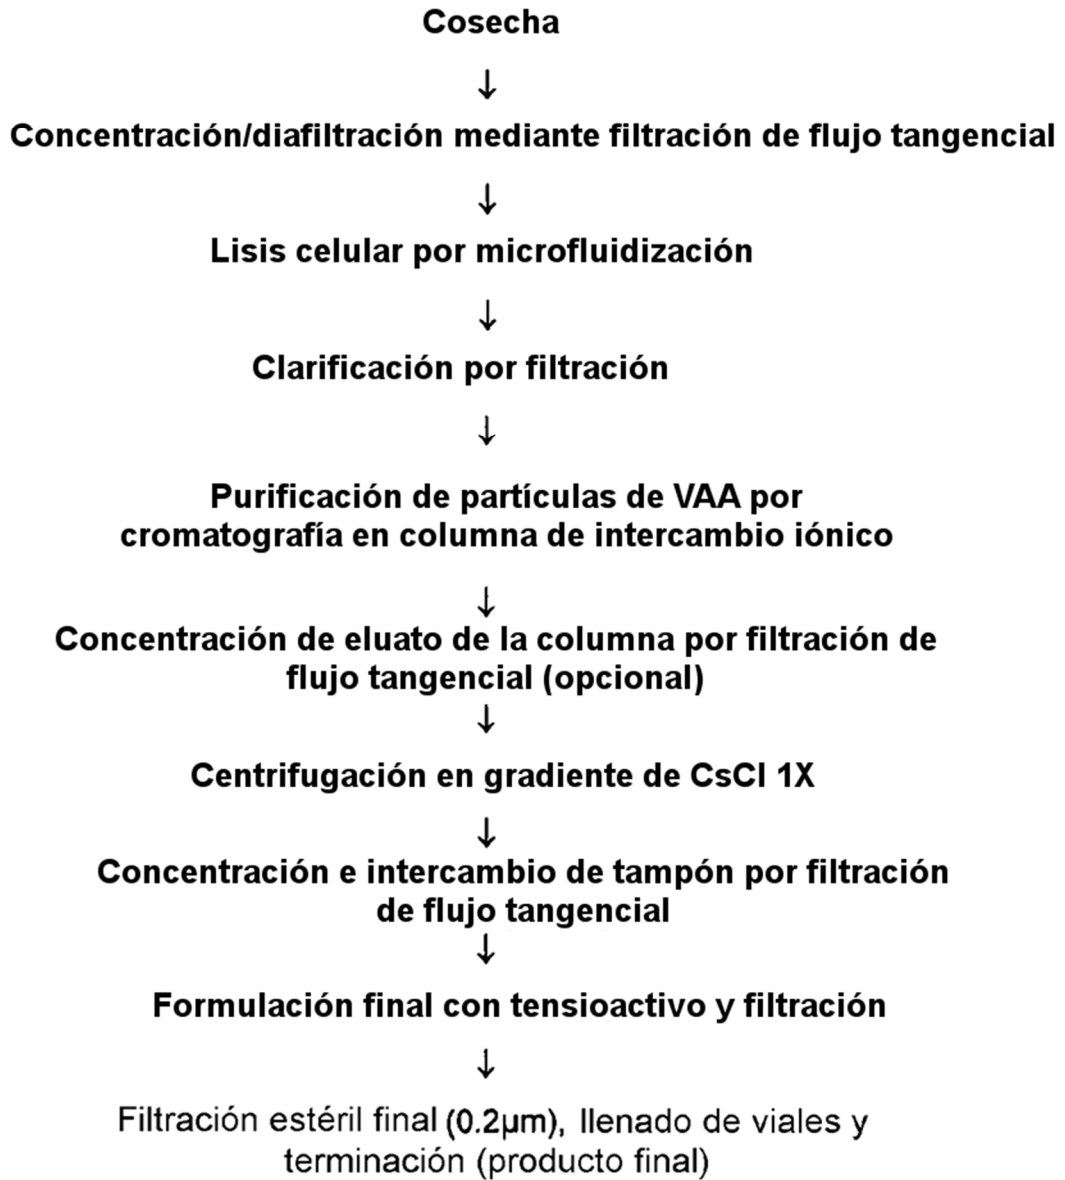 Cosecha
↓
Concentración/diafiltración mediante filtración de flujo tangencial
↓
Lisis celular por microfluidización
↓
Clarificación por filtración
↓
Purificación de partículas de VAA por
cromatografía en columna de intercambio iónico
↓
Concentración de eluato de la columna por filtración de
flujo tangencial (opcional)
↓
Centrifugación en gradiente de CsCl 1X
↓
Concentración e intercambio de tampón por filtración
de flujo tangencial
↓
Formulación final con tensioactivo y filtración
↓
Filtración estéril final (0.2µm), llenado de viales y
terminación (producto final)